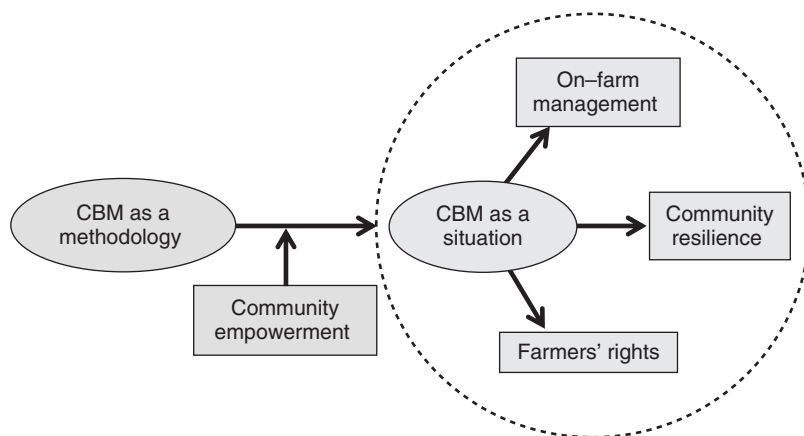 CBM as a
methodology
Community
empowerment
CBM as a
situation
On–farm
management
Community
resilience
Farmers’ rights